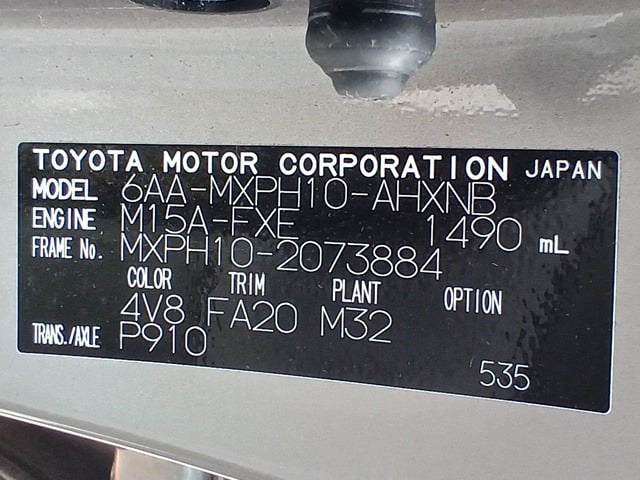 TOYOTA MOTOR CORPORATION JAPAN
MODEL 6AA-MXPH10-AHXNB
ENGINE M15A-FXE 1490 mL
FRAME No. MXPH10-2073884
COLOR TRIM PLANT OPTION
4V8 FA20 M32
TRANS./AXLE P910
535